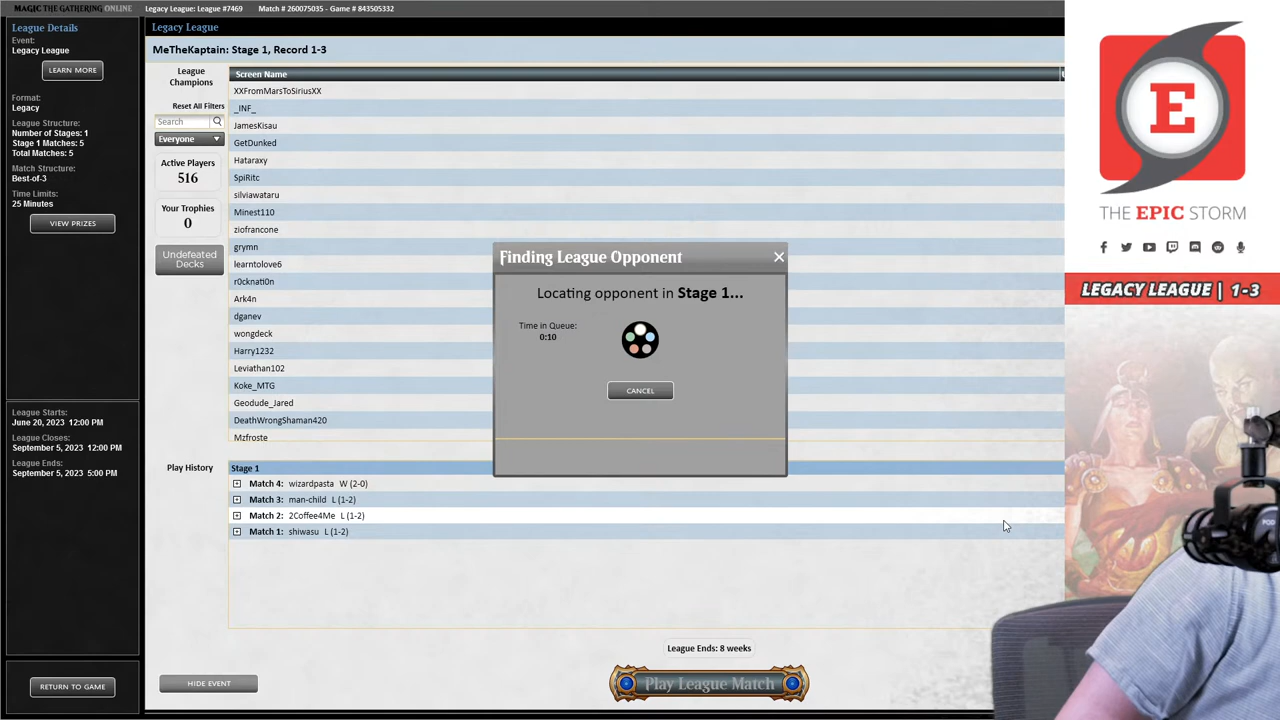 MAGIC THE GATHERING ONLINE
Legacy League: League #7469
Match # 260075035 - Game # 843505332
League Details
Event:
Legacy League
LEARN MORE
Format:
Legacy
League Structure:
Number of Stages: 1
Stage 1 Matches: 5
Total Matches: 5
Match Structure:
Best-of-3
Time Limits:
25 Minutes
VIEW PRIZES
League Starts:
June 20, 2023 12:00 PM
League Closes:
September 5, 2023 12:00 PM
League Ends:
September 5, 2023 5:00 PM
RETURN TO GAME
Legacy League
MeTheKaptain: Stage 1, Record 1-3
League
Champions
Reset All Filters
Search
Everyone
Active Players
516
Your Trophies
0
Undefeated
Decks
Screen Name
XXFromMarsToSiriusXX
_INF_
JamesKisau
GetDunked
Hataraxy
SpiRitc
silviawataru
Minest110
ziofrancone
grymn
learntolove6
r0cknati0n
Ark4n
dganev
wongdeck
Harry1232
Leviathan102
Koke_MTG
Geodude_Jared
DeathWrongShaman420
Mzfroste
Finding League Opponent
Locating opponent in Stage 1...
Time in Queue:
0:10
CANCEL
Play History
Stage 1
Match 4: wizardpasta W (2-0)
Match 3: man-child L (1-2)
Match 2: 2Coffee4Me L (1-2)
Match 1: shiwasu L (1-2)
League Ends: 8 weeks
HIDE EVENT
Play League Match
E
THE EPIC STORM
LEGACY LEAGUE | 1-3
POD